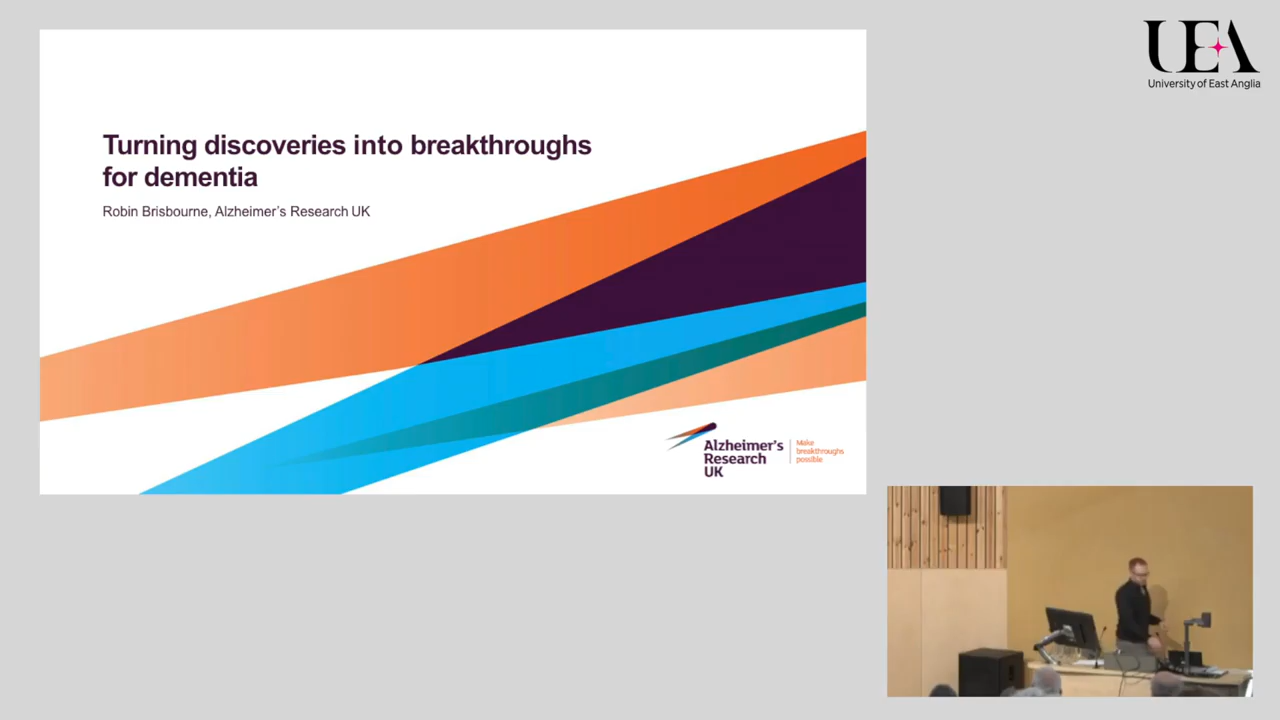 Turning discoveries into breakthroughs
for dementia
Robin Brisbourne, Alzheimer's Research UK
Alzheimer's
Research
UK
Make
breakthroughs
possible
UEA
University of East Anglia